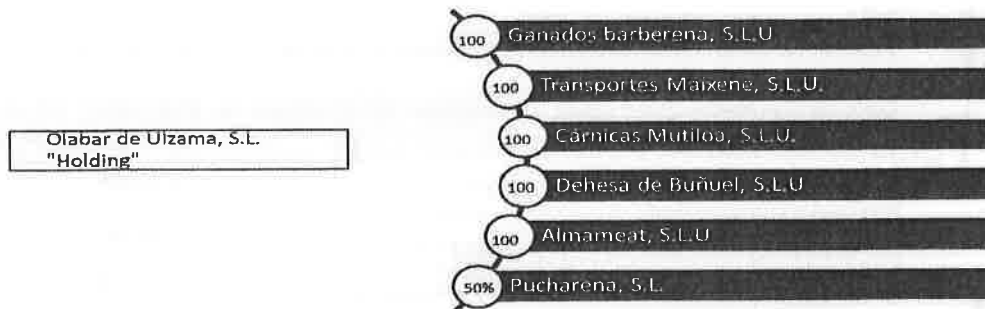 Olabar de Ulzama, S.L.
"Holding"
100 Ganados barberena, S.L.U
100 Transportes Maixene, S.L.U.
100 Cárnicas Mutiloa, S.L.U.
100 Dehesa de Buñuel, S.L.U
100 Almameat, S.L.U
50% Pucharena, S.L.